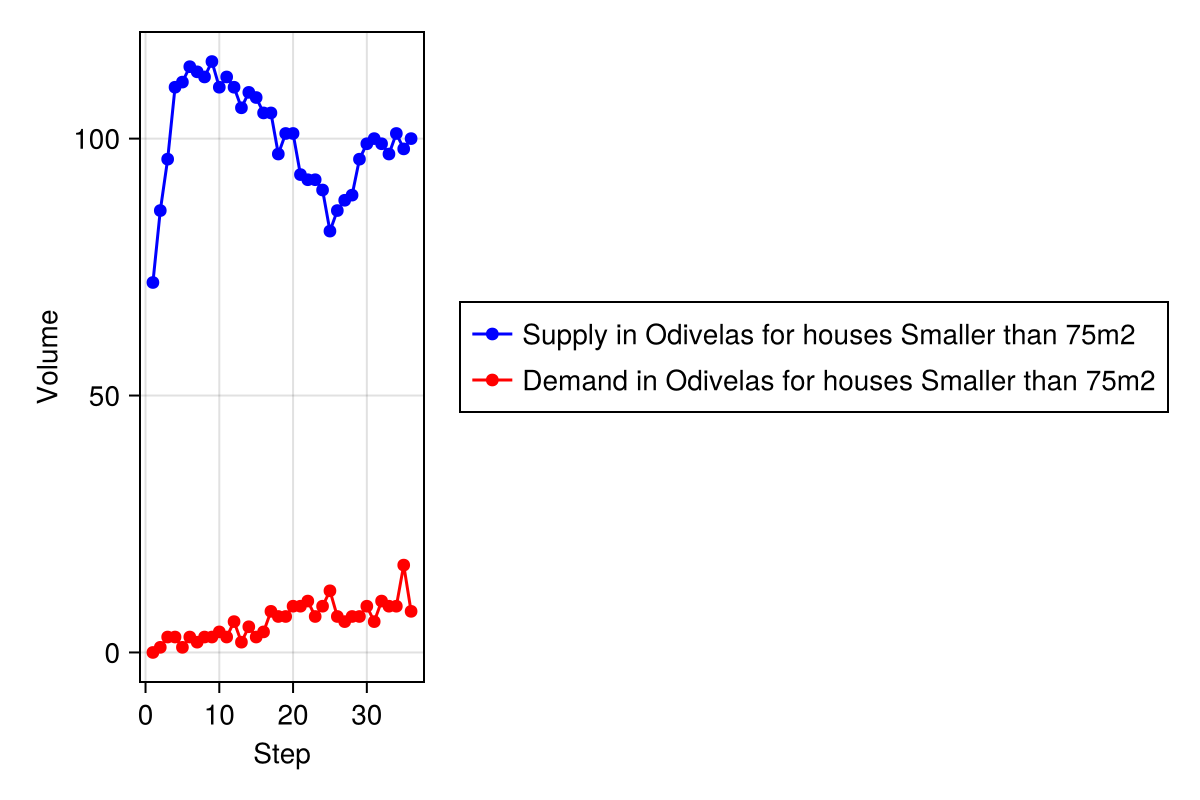 100
50
0
Volume
0 10 20 30
Step
Supply in Odivelas for houses Smaller than 75m2
Demand in Odivelas for houses Smaller than 75m2